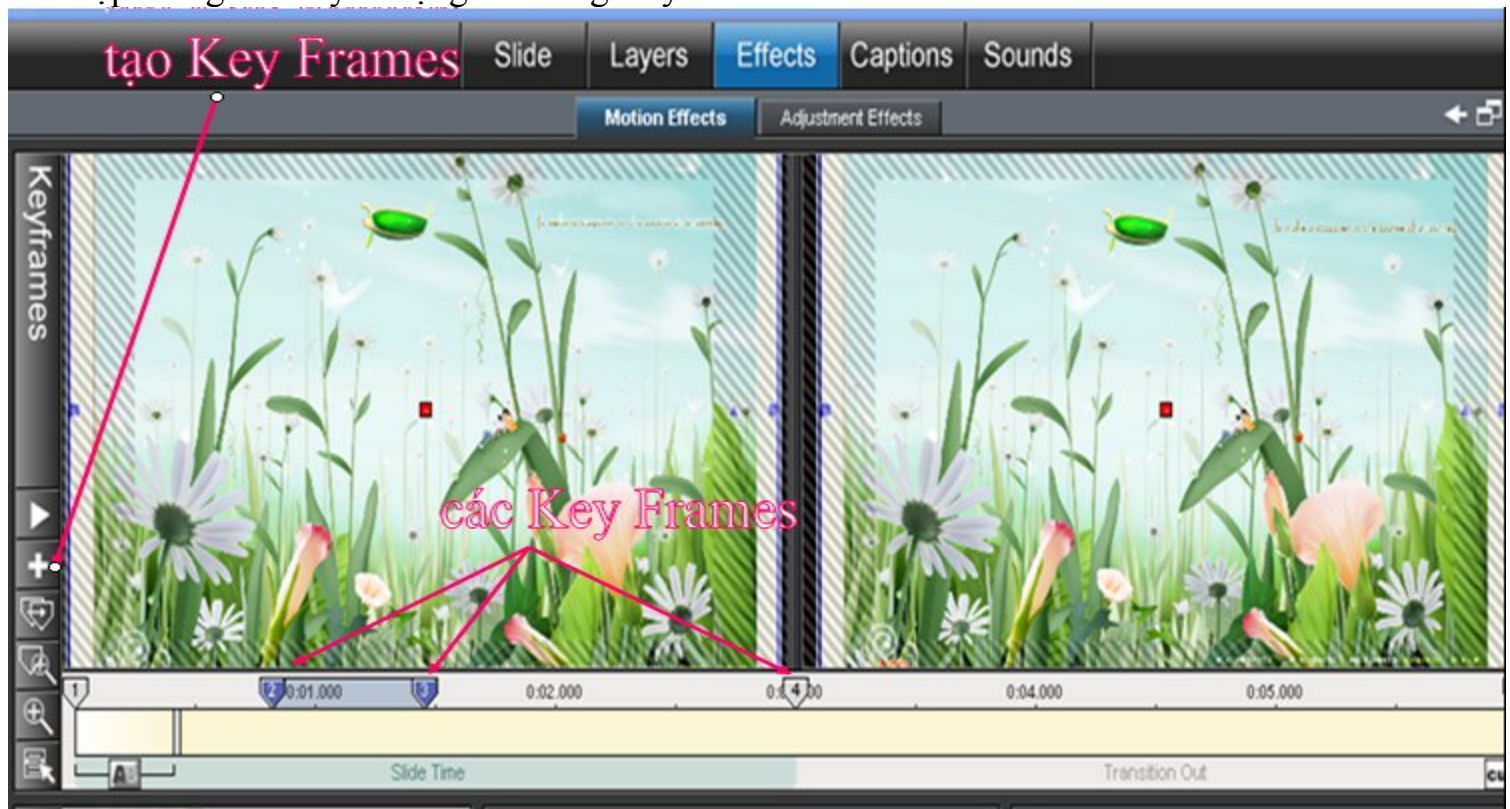 tạo Key Frames
Slide Layers Effects Captions Sounds
Motion Effects Adjustment Effects
Keyframes
các Key Frames
1 2 0:01.000 3 0:02.000 4 0:04.000 0:05.000
A
Slide Time Transition Out